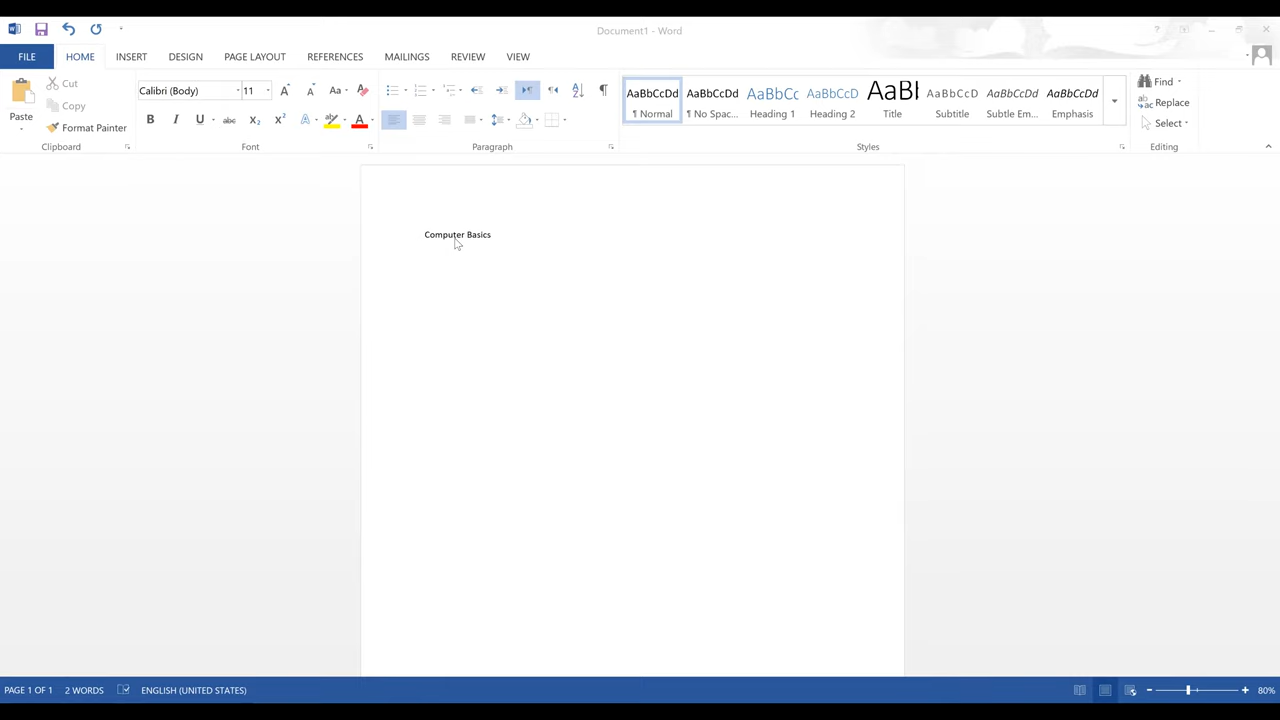 Document1 - Word
FILE HOME INSERT DESIGN PAGE LAYOUT REFERENCES MAILINGS REVIEW VIEW
Paste
Cut
Copy
Format Painter
Clipboard
Calibri (Body) 11
Font
Paragraph
AaBbCcDd AaBbCcDd AaBbCc AaBbCcD AaBl AaBbCcD AaBbCcDd AaBbCcDd
¶ Normal ¶ No Spac... Heading 1 Heading 2 Title Subtitle Subtle Em... Emphasis
Styles
Find
Replace
Select
Editing
Computer Basics
PAGE 1 OF 1 2 WORDS ENGLISH (UNITED STATES) 80%